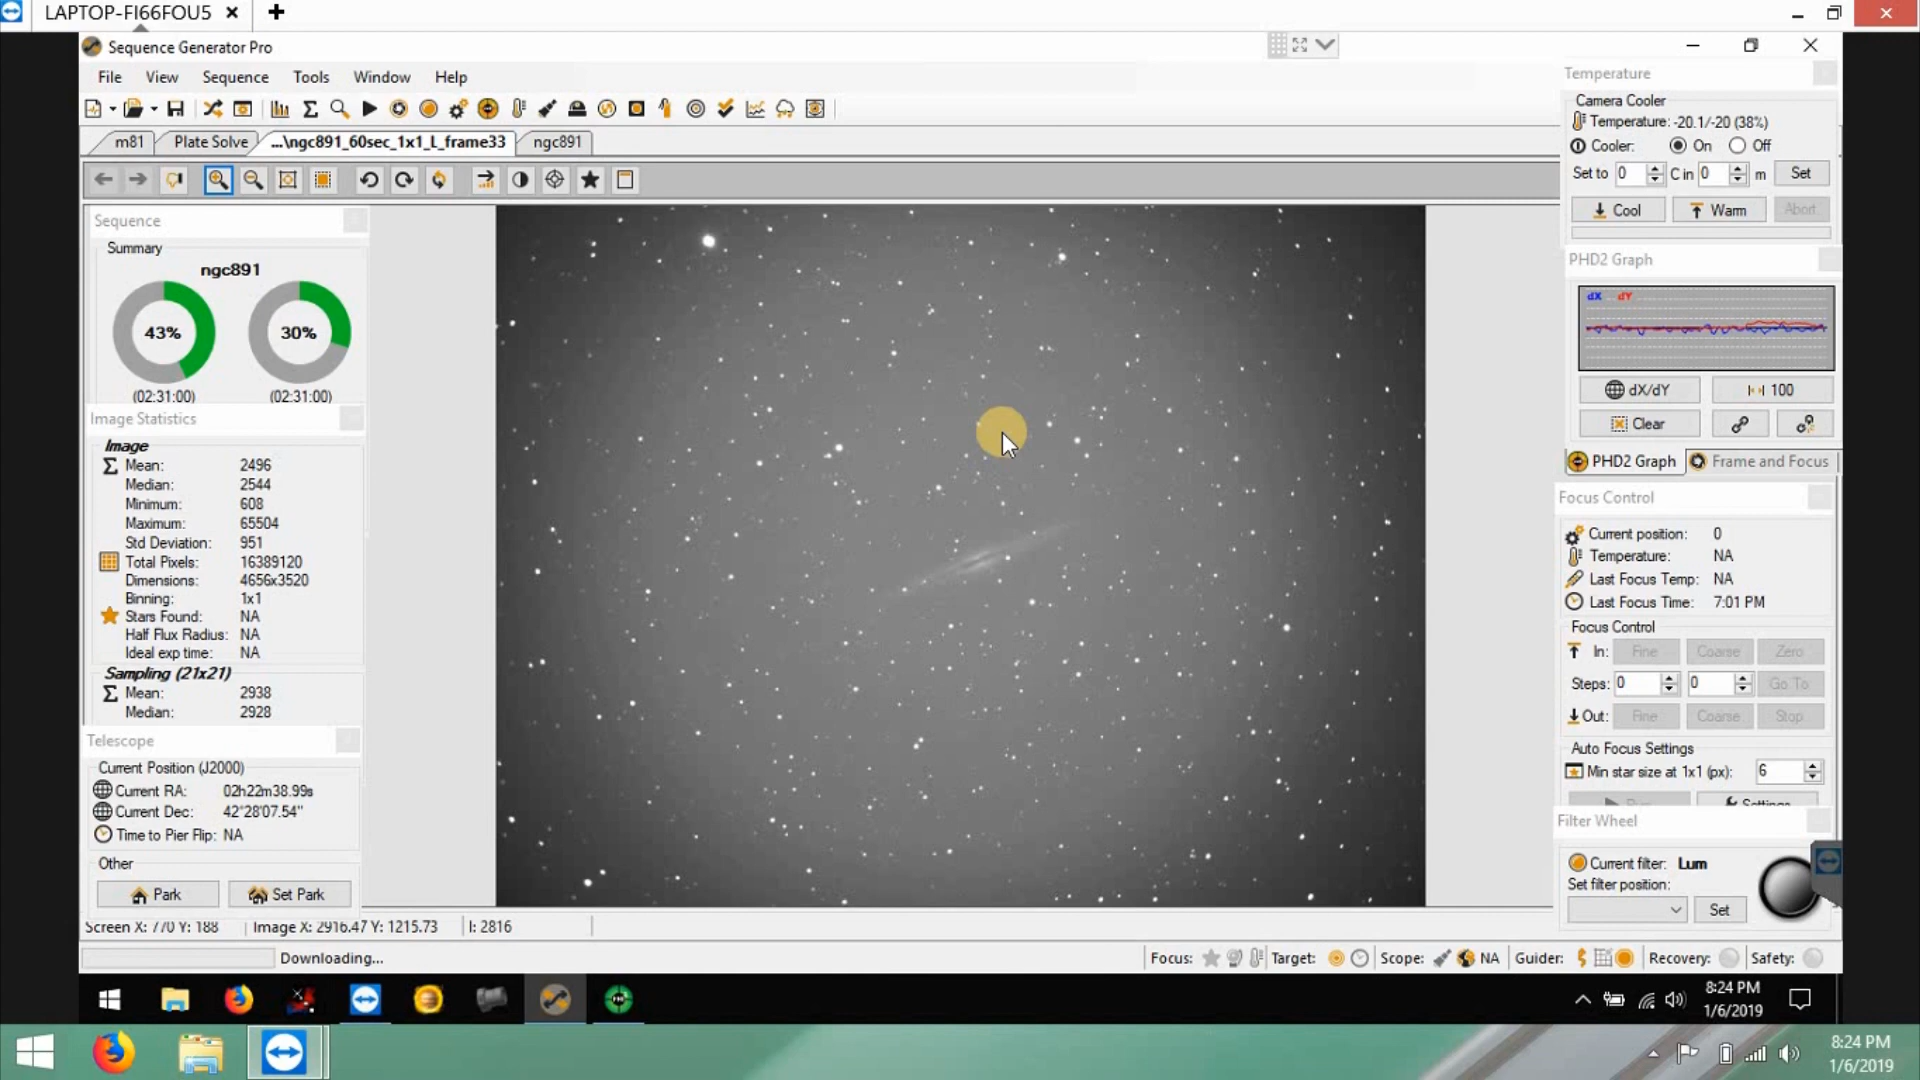 LAPTOP-FI66FOU5
Sequence Generator Pro
File View Sequence Tools Window Help
m81 Plate Solve ...\ngc891_60sec_1x1_L_frame33 ngc891
Sequence
Summary
ngc891
43% 30%
(02:31:00) (02:31:00)
Image Statistics
Image
Mean: 2496
Median: 2544
Minimum: 608
Maximum: 65504
Std Deviation: 951
Total Pixels: 16389120
Dimensions: 4656x3520
Binning: 1x1
Stars Found: NA
Half Flux Radius: NA
Ideal exp time: NA
Sampling (21x21)
Mean: 2938
Median: 2928
Telescope
Current Position (J2000)
Current RA: 02h22m38.99s
Current Dec: 42°28'07.54"
Time to Pier Flip: NA
Other
Park Set Park
Screen X: 770 Y: 188 Image X: 2916.47 Y: 1215.73 I: 2816
Downloading...
Temperature
Camera Cooler
Temperature: -20.1/-20 (38%)
Cooler: On Off
Set to 0 C in 0 m Set
Cool Warm Abort
PHD2 Graph
dX dY
dX/dY 100
Clear
PHD2 Graph Frame and Focus
Focus Control
Current position: 0
Temperature: NA
Last Focus Temp: NA
Last Focus Time: 7:01 PM
Focus Control
In: Fine Coarse Zero
Steps: 0 0 Go To
Out: Fine Coarse Stop
Auto Focus Settings
Min star size at 1x1 (px): 6
Run Settings
Filter Wheel
Current filter: Lum
Set filter position:
Set
Focus: Target: Scope: NA Guider: Recovery: Safety:
8:24 PM
1/6/2019
8:24 PM
1/6/2019